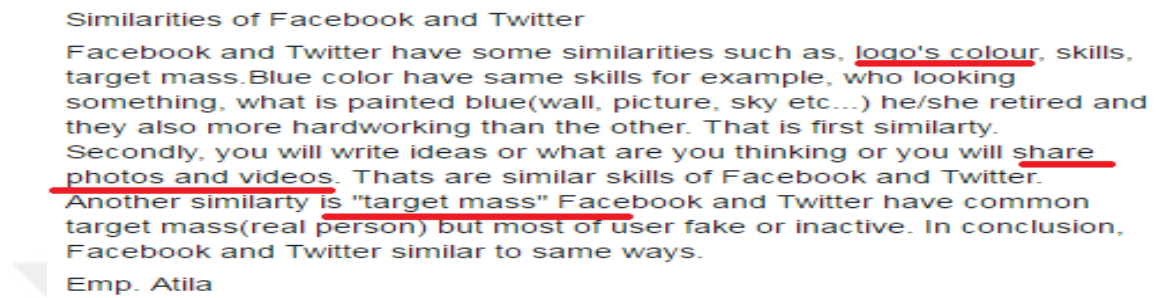 Similarities of Facebook and Twitter
Facebook and Twitter have some similarities such as, logo's colour, skills,
target mass.Blue color have same skills for example, who looking
something, what is painted blue(wall, picture, sky etc...) he/she retired and
they also more hardworking than the other. That is first similarty.
Secondly, you will write ideas or what are you thinking or you will share
photos and videos. Thats are similar skills of Facebook and Twitter.
Another similarty is "target mass" Facebook and Twitter have common
target mass(real person) but most of user fake or inactive. In conclusion,
Facebook and Twitter similar to same ways.
Emp. Atila